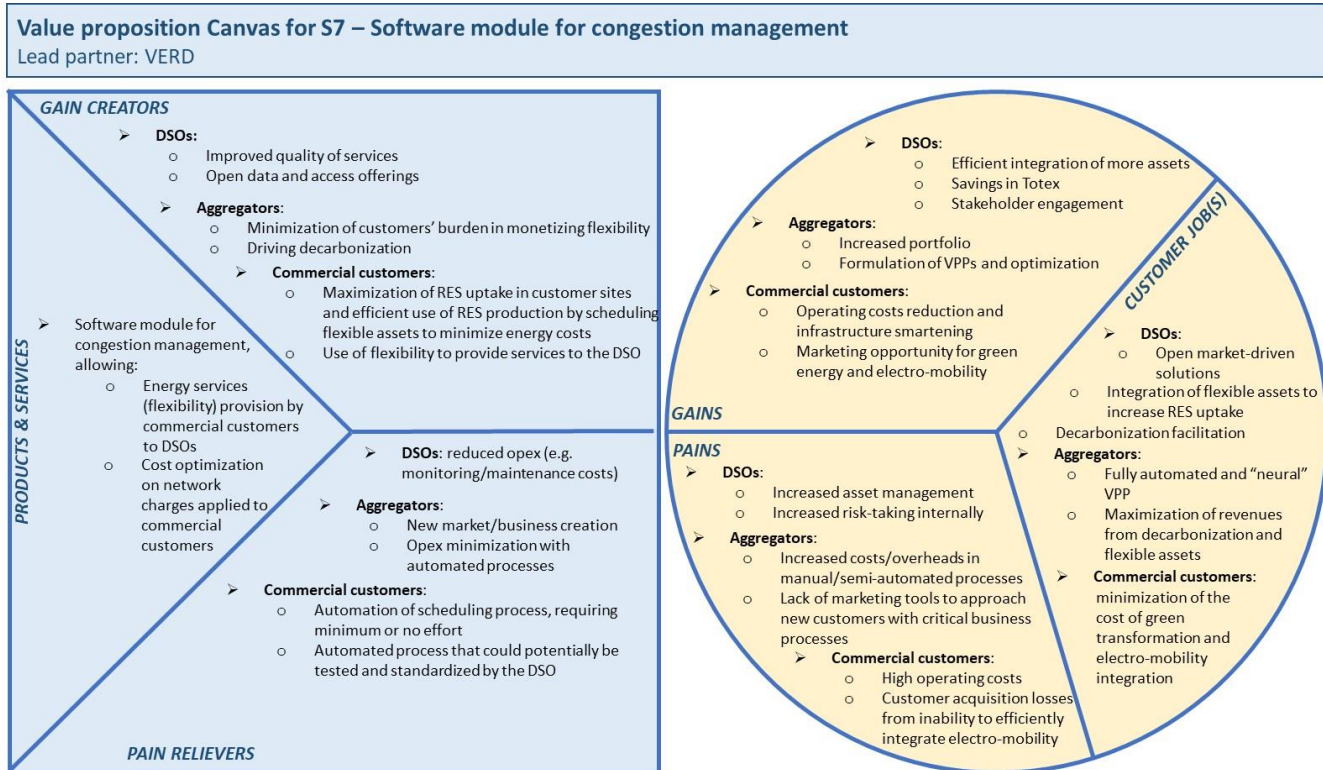 Value proposition Canvas for S7 – Software module for congestion management
Lead partner: VERD
GAIN CREATORS
➢ DSOs:
o Improved quality of services
o Open data and access offerings
➢ Aggregators:
o Minimization of customers’ burden in monetizing flexibility
o Driving decarbonization
➢ Commercial customers:
o Maximization of RES uptake in customer sites
and efficient use of RES production by scheduling
flexible assets to minimize energy costs
o Use of flexibility to provide services to the DSO
PRODUCTS & SERVICES
➢ Software module for
congestion management,
allowing:
o Energy services
(flexibility) provision by
commercial customers
to DSOs
o Cost optimization
on network
charges applied to
commercial
customers
➢ DSOs: reduced opex (e.g.
monitoring/maintenance costs)
➢ Aggregators:
o New market/business creation
o Opex minimization with
automated processes
➢ Commercial customers:
o Automation of scheduling process, requiring
minimum or no effort
o Automated process that could potentially be
tested and standardized by the DSO
PAIN RELIEVERS
➢ DSOs:
o Efficient integration of more assets
o Savings in Totex
o Stakeholder engagement
➢ Aggregators:
o Increased portfolio
o Formulation of VPPs and optimization
➢ Commercial customers:
o Operating costs reduction and
infrastructure smartening
o Marketing opportunity for green
energy and electro-mobility
GAINS
CUSTOMER JOB(S)
➢ DSOs:
o Open market-driven
solutions
o Integration of flexible assets to
increase RES uptake
o Decarbonization facilitation
➢ Aggregators:
o Fully automated and “neural”
VPP
o Maximization of revenues
from decarbonization and
flexible assets
➢ Commercial customers:
minimization of the
cost of green
transformation and
electro-mobility
integration
PAINS
➢ DSOs:
o Increased asset management
o Increased risk-taking internally
➢ Aggregators:
o Increased costs/overheads in
manual/semi-automated processes
o Lack of marketing tools to approach
new customers with critical business
processes
➢ Commercial customers:
o High operating costs
o Customer acquisition losses
from inability to efficiently
integrate electro-mobility